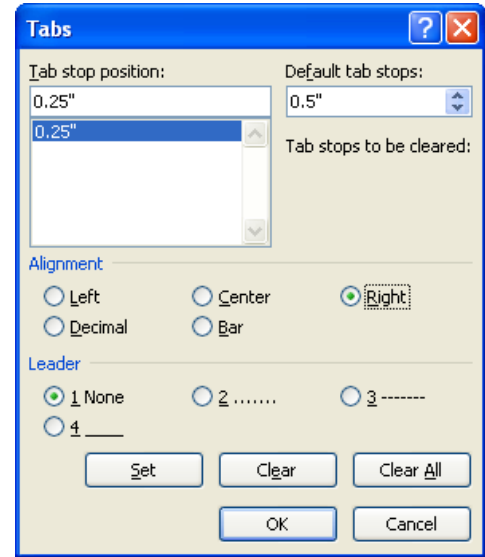 Tabs
Tab stop position:
Default tab stops:
0.25"
0.5"
0.25"
Tab stops to be cleared:
Alignment
Left
Center
Right
Decimal
Bar
Leader
1 None
2 .......
3 -------
4 ____
Set
Clear
Clear All
OK
Cancel